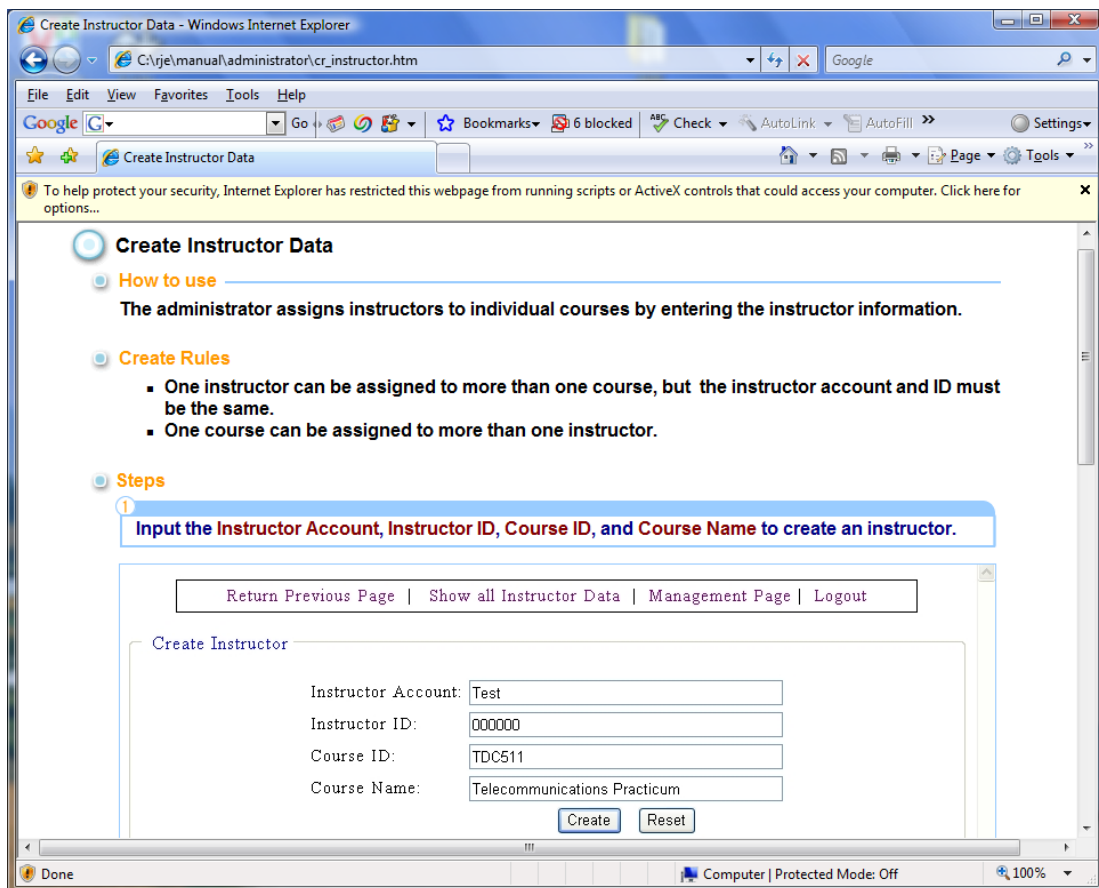 Create Instructor Data - Windows Internet Explorer
C:\rje\manual\administrator\cr_instructor.htm
Google
File Edit View Favorites Tools Help
Google G Go Bookmarks 6 blocked ABC Check AutoLink AutoFill » Settings
Create Instructor Data
Page Tools »
To help protect your security, Internet Explorer has restricted this webpage from running scripts or ActiveX controls that could access your computer. Click here for
options...
Create Instructor Data
How to use
The administrator assigns instructors to individual courses by entering the instructor information.
Create Rules
One instructor can be assigned to more than one course, but the instructor account and ID must
be the same.
One course can be assigned to more than one instructor.
Steps
1
Input the Instructor Account, Instructor ID, Course ID, and Course Name to create an instructor.
Return Previous Page | Show all Instructor Data | Management Page | Logout
Create Instructor
Instructor Account: Test
Instructor ID: 000000
Course ID: TDC511
Course Name: Telecommunications Practicum
Create Reset
Done Computer | Protected Mode: Off 100%